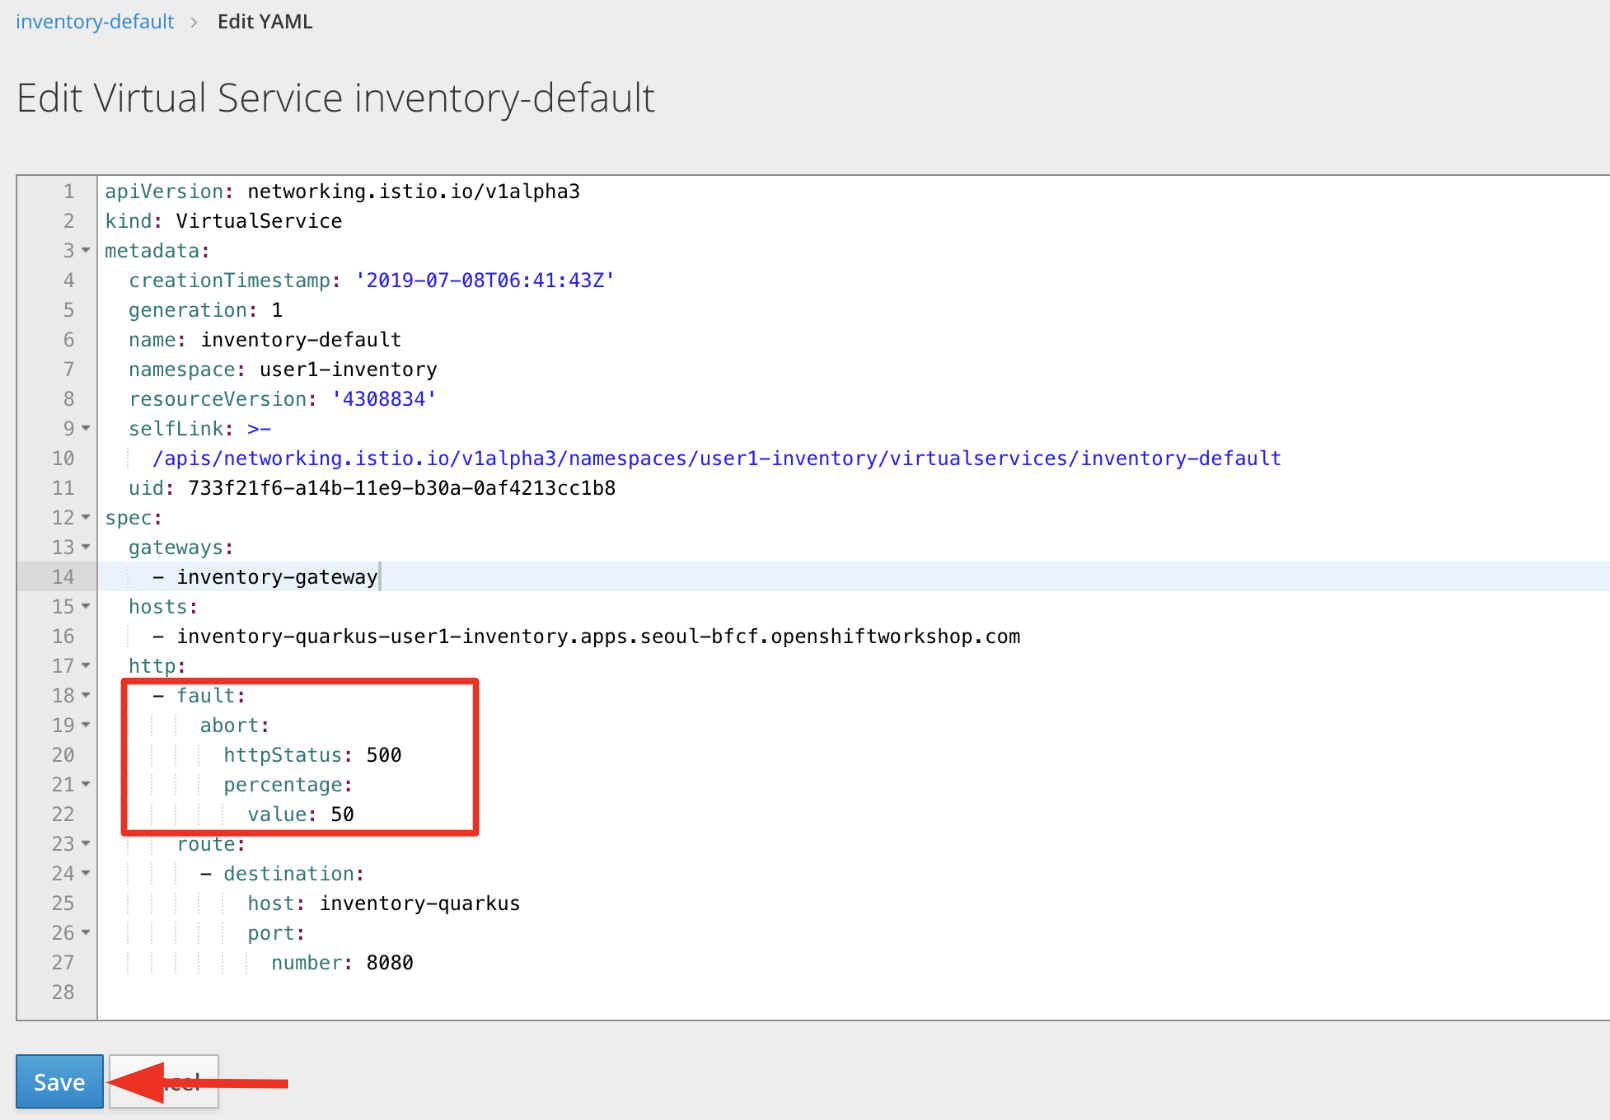 inventory-default > Edit YAML
Edit Virtual Service inventory-default
1 apiVersion: networking.istio.io/v1alpha3
2 kind: VirtualService
3 metadata:
4   creationTimestamp: '2019-07-08T06:41:43Z'
5   generation: 1
6   name: inventory-default
7   namespace: user1-inventory
8   resourceVersion: '4308834'
9   selfLink: >-
10     /apis/networking.istio.io/v1alpha3/namespaces/user1-inventory/virtualservices/inventory-default
11   uid: 733f21f6-a14b-11e9-b30a-0af4213cc1b8
12 spec:
13   gateways:
14     - inventory-gateway
15   hosts:
16     - inventory-quarkus-user1-inventory.apps.seoul-bfcf.openshiftworkshop.com
17   http:
18     - fault:
19         abort:
20           httpStatus: 500
21           percentage:
22             value: 50
23       route:
24         - destination:
25             host: inventory-quarkus
26             port:
27               number: 8080
28
Save